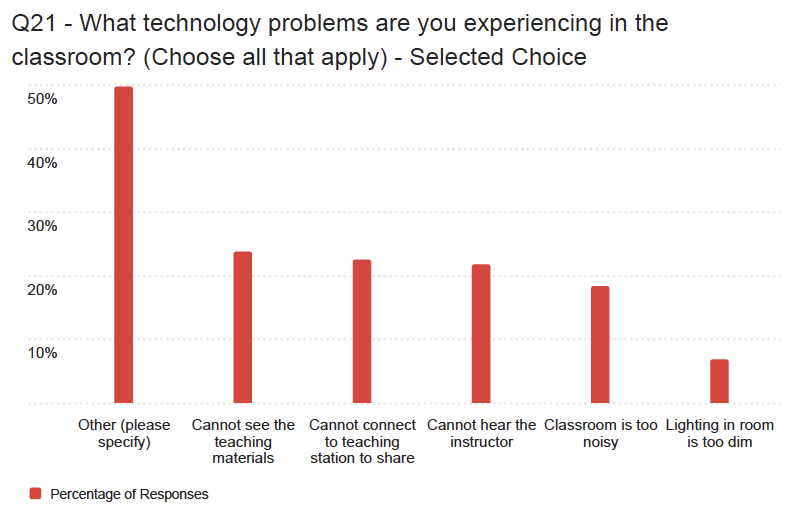 Q21 - What technology problems are you experiencing in the
classroom? (Choose all that apply) - Selected Choice
50%
40%
30%
20%
10%
Other (please
specify)
Cannot see the
teaching
materials
Cannot connect
to teaching
station to share
Cannot hear the
instructor
Classroom is too
noisy
Lighting in room
is too dim
Percentage of Responses